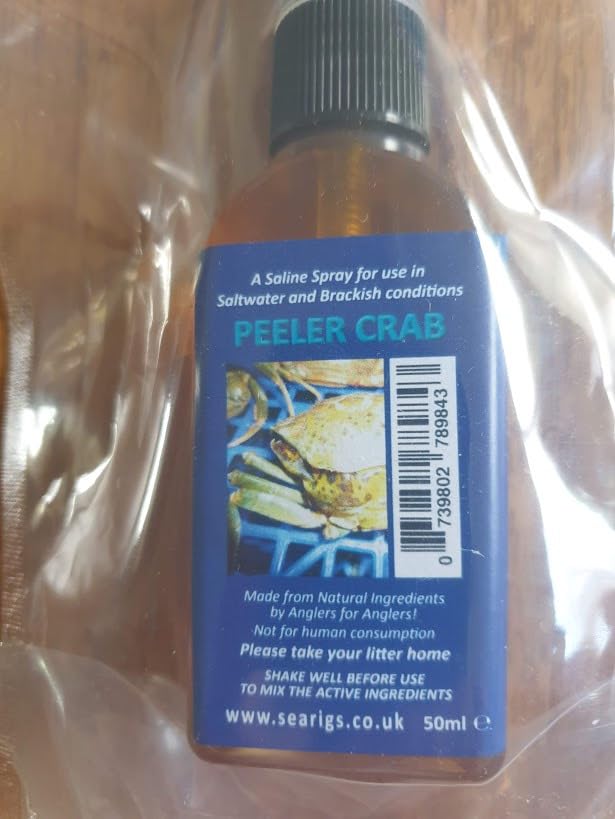 A Saline Spray for use in
Saltwater and Brackish conditions
PEELER CRAB
0 739802 789843
Made from Natural Ingredients
by Anglers for Anglers!
Not for human consumption
Please take your litter home
SHAKE WELL BEFORE USE
TO MIX THE ACTIVE INGREDIENTS
www.searigs.co.uk 50ml ℮